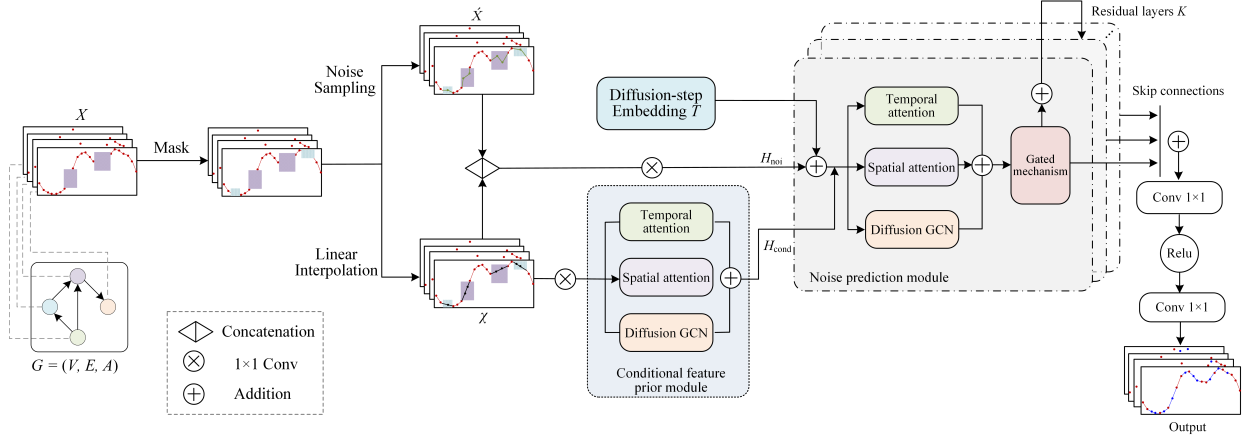 X
Mask
G = (V, E, A)
Noise
Sampling
Linear
Interpolation
X́
χ
Concatenation
1×1 Conv
Addition
Diffusion-step
Embedding T
H_noi
H_cond
Temporal
attention
Spatial attention
Diffusion GCN
Conditional feature
prior module
Temporal
attention
Spatial attention
Diffusion GCN
Gated
mechanism
Noise prediction module
Residual layers K
Skip connections
Conv 1×1
Relu
Conv 1×1
Output